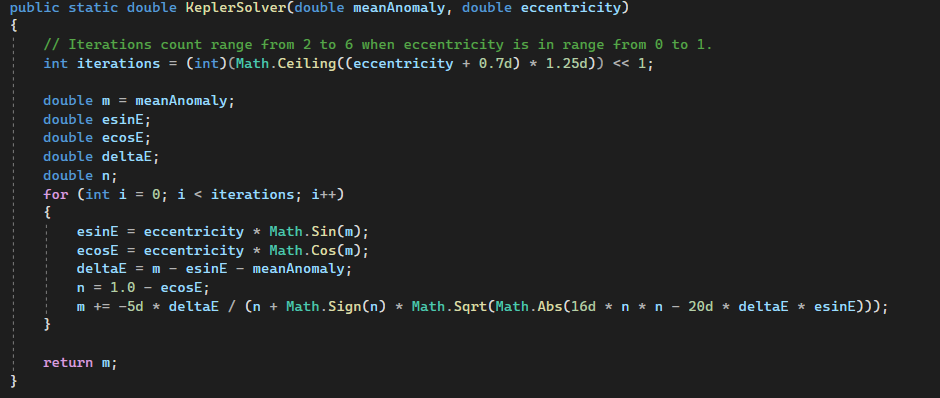 public static double KeplerSolver(double meanAnomaly, double eccentricity)
{
    // Iterations count range from 2 to 6 when eccentricity is in range from 0 to 1.
    int iterations = (int)(Math.Ceiling((eccentricity + 0.7d) * 1.25d)) << 1;

    double m = meanAnomaly;
    double esinE;
    double ecosE;
    double deltaE;
    double n;
    for (int i = 0; i < iterations; i++)
    {
        esinE = eccentricity * Math.Sin(m);
        ecosE = eccentricity * Math.Cos(m);
        deltaE = m - esinE - meanAnomaly;
        n = 1.0 - ecosE;
        m += -5d * deltaE / (n + Math.Sign(n) * Math.Sqrt(Math.Abs(16d * n * n - 20d * deltaE * esinE)));
    }

    return m;
}